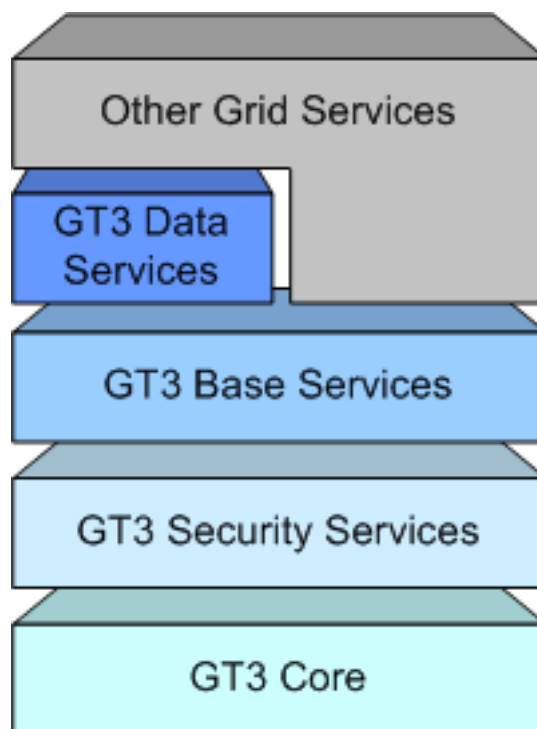 Other Grid Services
GT3 Data
Services
GT3 Base Services
GT3 Security Services
GT3 Core